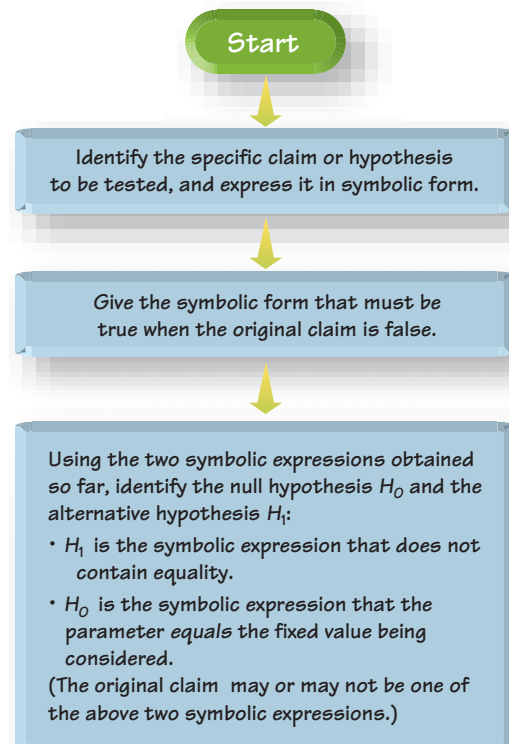 Start
Identify the specific claim or hypothesis
to be tested, and express it in symbolic form.
Give the symbolic form that must be
true when the original claim is false.
Using the two symbolic expressions obtained
so far, identify the null hypothesis H0 and the
alternative hypothesis H1:
• H1 is the symbolic expression that does not
contain equality.
• H0 is the symbolic expression that the
parameter equals the fixed value being
considered.
(The original claim may or may not be one of
the above two symbolic expressions.)